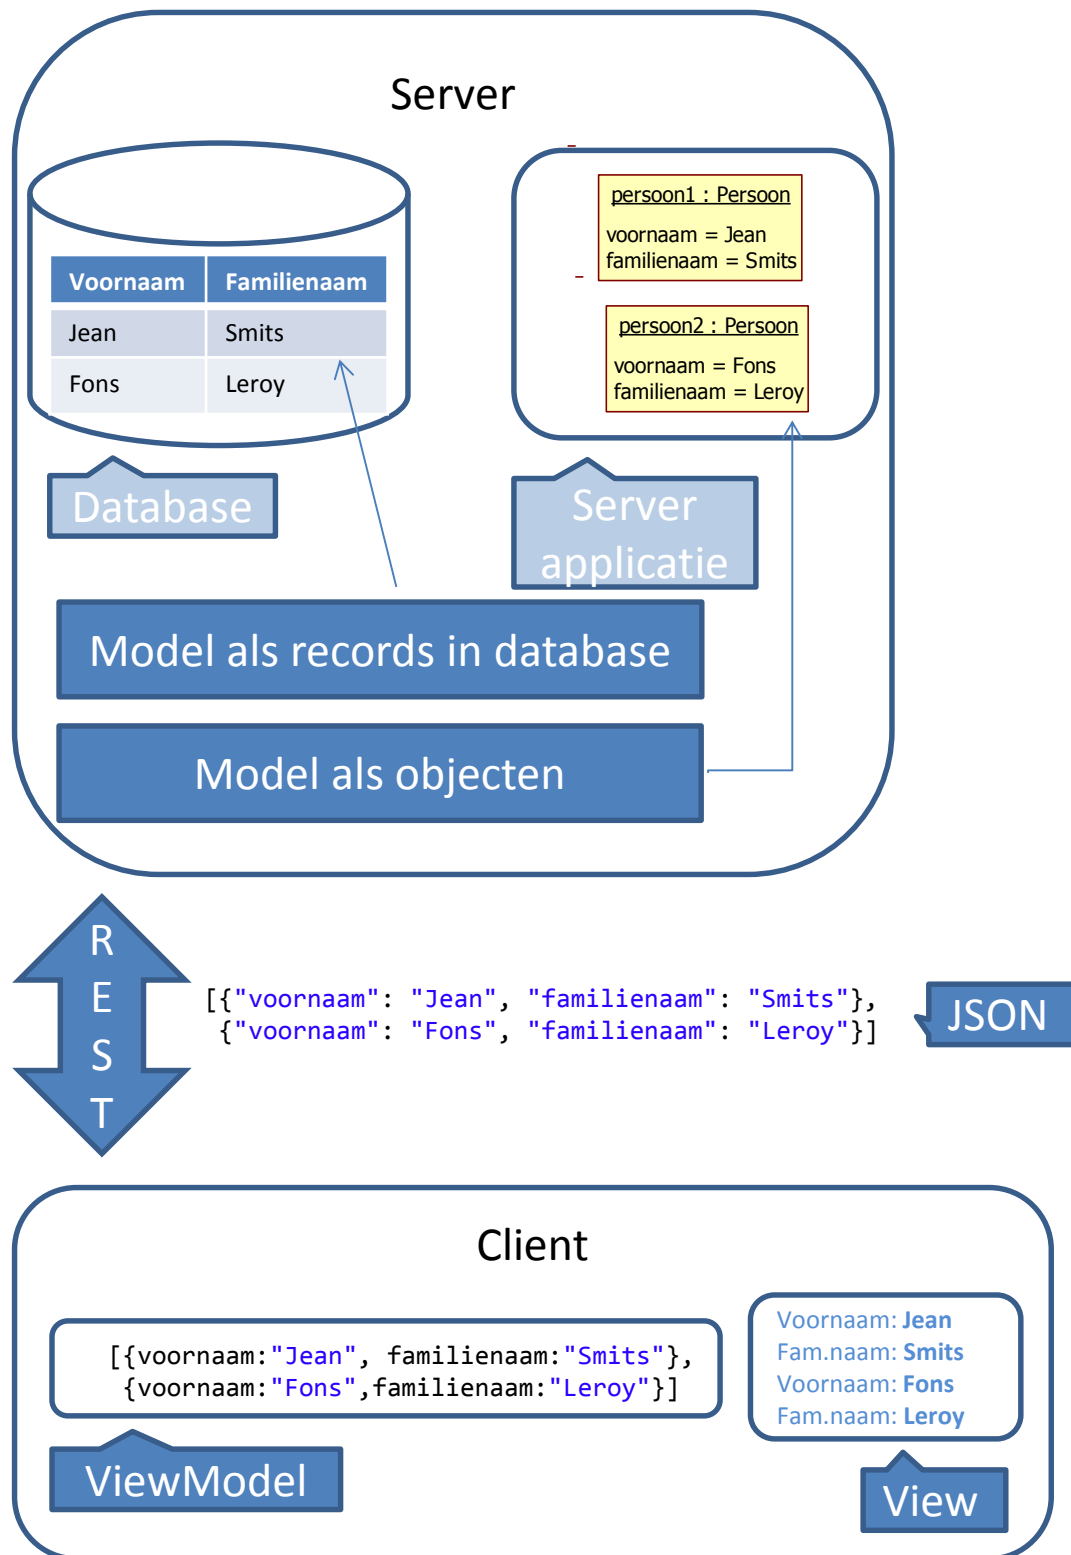 Server
Voornaam Familienaam
Jean Smits
Fons Leroy
persoon1 : Persoon
voornaam = Jean
familienaam = Smits
persoon2 : Persoon
voornaam = Fons
familienaam = Leroy
Database
Server
applicatie
Model als records in database
Model als objecten
R
E
S
T
[{"voornaam": "Jean", "familienaam": "Smits"},
{"voornaam": "Fons", "familienaam": "Leroy"}]
JSON
Client
[{voornaam:"Jean", familienaam:"Smits"},
{voornaam:"Fons",familienaam:"Leroy"}]
Voornaam: Jean
Fam.naam: Smits
Voornaam: Fons
Fam.naam: Leroy
ViewModel
View